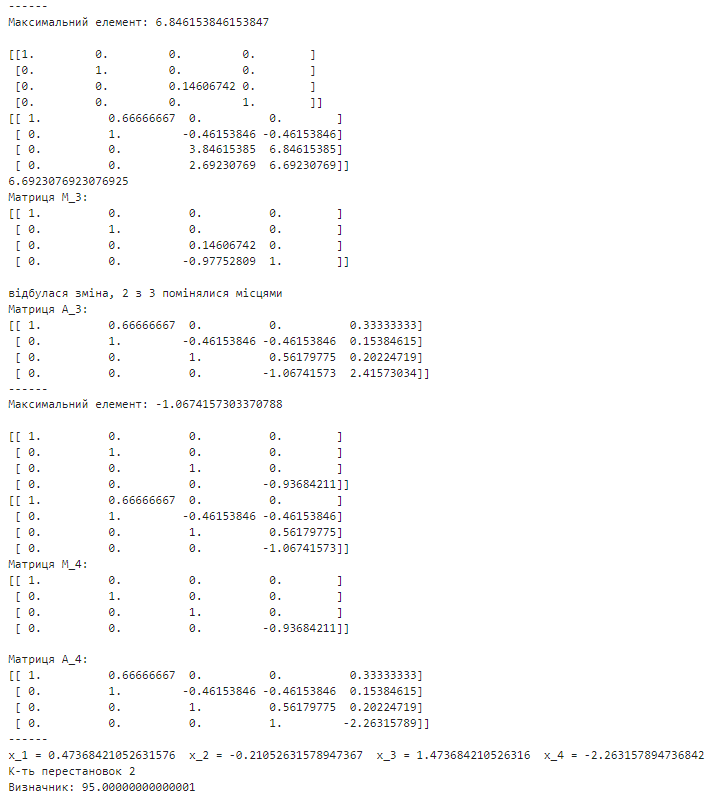 ------
Максимальний елемент: 6.846153846153847
[[1. 0. 0. 0. ]
[0. 1. 0. 0. ]
[0. 0. 0.14606742 0. ]
[0. 0. 0. 1. ]]
[[ 1. 0.66666667 0. 0. ]
[ 0. 1. -0.46153846 -0.46153846]
[ 0. 0. 3.84615385 6.84615385]
[ 0. 0. 2.69230769 6.69230769]]
6.6923076923076925
Матриця M_3:
[[ 1. 0. 0. 0. ]
[ 0. 1. 0. 0. ]
[ 0. 0. 0.14606742 0. ]
[ 0. 0. -0.97752809 1. ]]
відбулася зміна, 2 з 3 помінялися місцями
Матриця A_3:
[[ 1. 0.66666667 0. 0. 0.33333333]
[ 0. 1. -0.46153846 -0.46153846 0.15384615]
[ 0. 0. 1. 0.56179775 0.20224719]
[ 0. 0. 0. -1.06741573 2.41573034]]
------
Максимальний елемент: -1.0674157303370788
[[ 1. 0. 0. 0. ]
[ 0. 1. 0. 0. ]
[ 0. 0. 1. 0. ]
[ 0. 0. 0. -0.93684211]]
[[ 1. 0.66666667 0. 0. ]
[ 0. 1. -0.46153846 -0.46153846]
[ 0. 0. 1. 0.56179775]
[ 0. 0. 0. -1.06741573]]
Матриця M_4:
[[ 1. 0. 0. 0. ]
[ 0. 1. 0. 0. ]
[ 0. 0. 1. 0. ]
[ 0. 0. 0. -0.93684211]]
Матриця A_4:
[[ 1. 0.66666667 0. 0. 0.33333333]
[ 0. 1. -0.46153846 -0.46153846 0.15384615]
[ 0. 0. 1. 0.56179775 0.20224719]
[ 0. 0. 0. 1. -2.26315789]]
------
x_1 = 0.47368421052631576 x_2 = -0.21052631578947367 x_3 = 1.473684210526316 x_4 = -2.263157894736842
К-ть перестановок 2
Визначник: 95.00000000000001